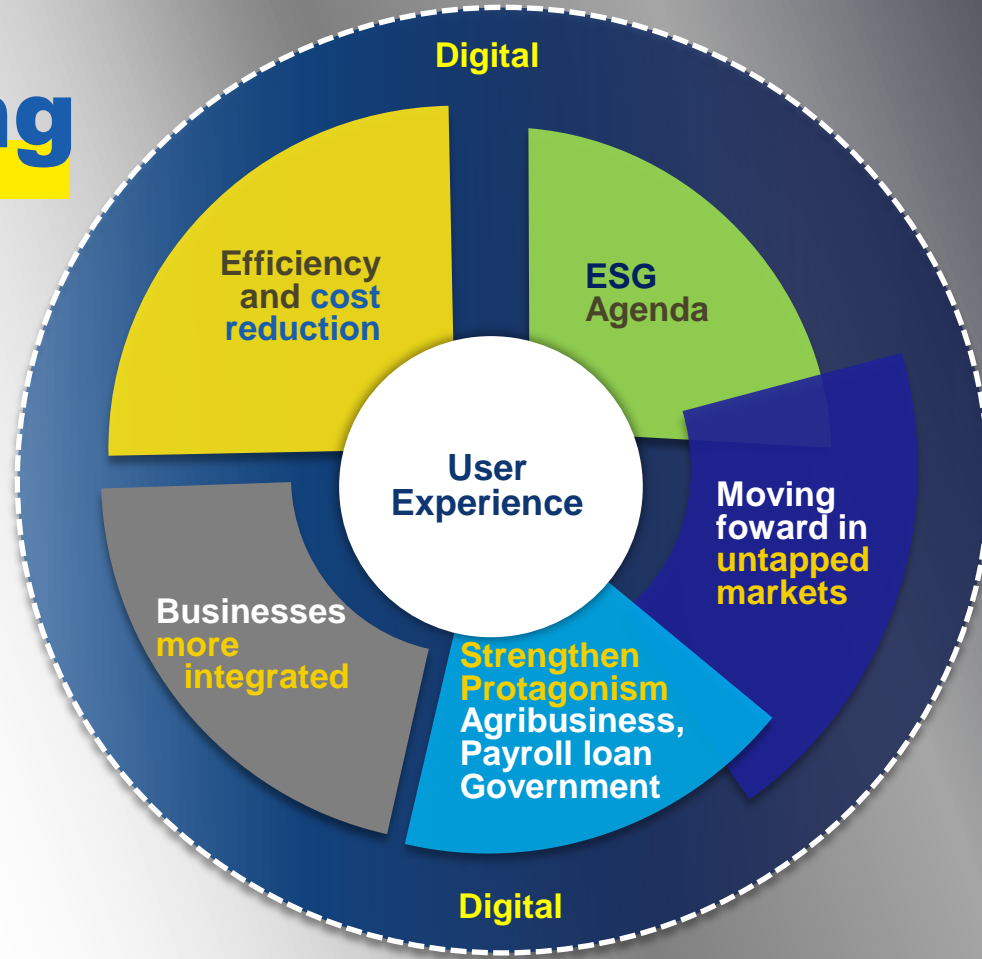 Digital
ng
Efficiency
and cost
reduction
ESG
Agenda
User
Experience
Moving
foward in
untapped
markets
Businesses
more
integrated
Strengthen
Protagonism
Agribusiness,
Payroll loan
Government
Digital